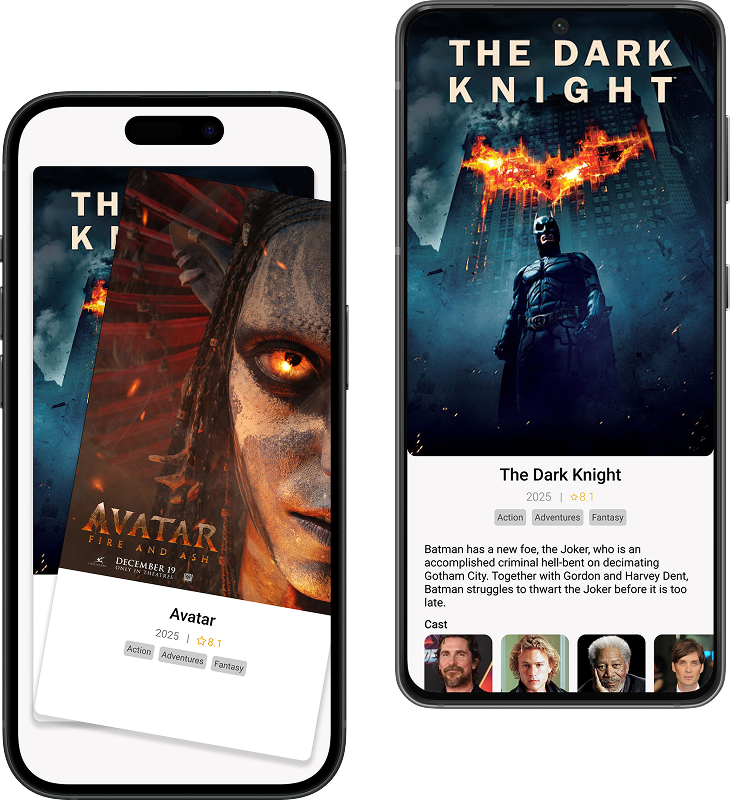 TH
K N
AVATAR
FIRE AND ASH
DECEMBER 19
ONLY IN THEATRES
Avatar
2025 | ☆8.1
Action Adventures Fantasy
THE DARK
KNIGHT
The Dark Knight
2025 | ☆8.1
Action Adventures Fantasy
Batman has a new foe, the Joker, who is an
accomplished criminal hell-bent on decimating
Gotham City. Together with Gordon and Harvey Dent,
Batman struggles to thwart the Joker before it is too
late.
Cast